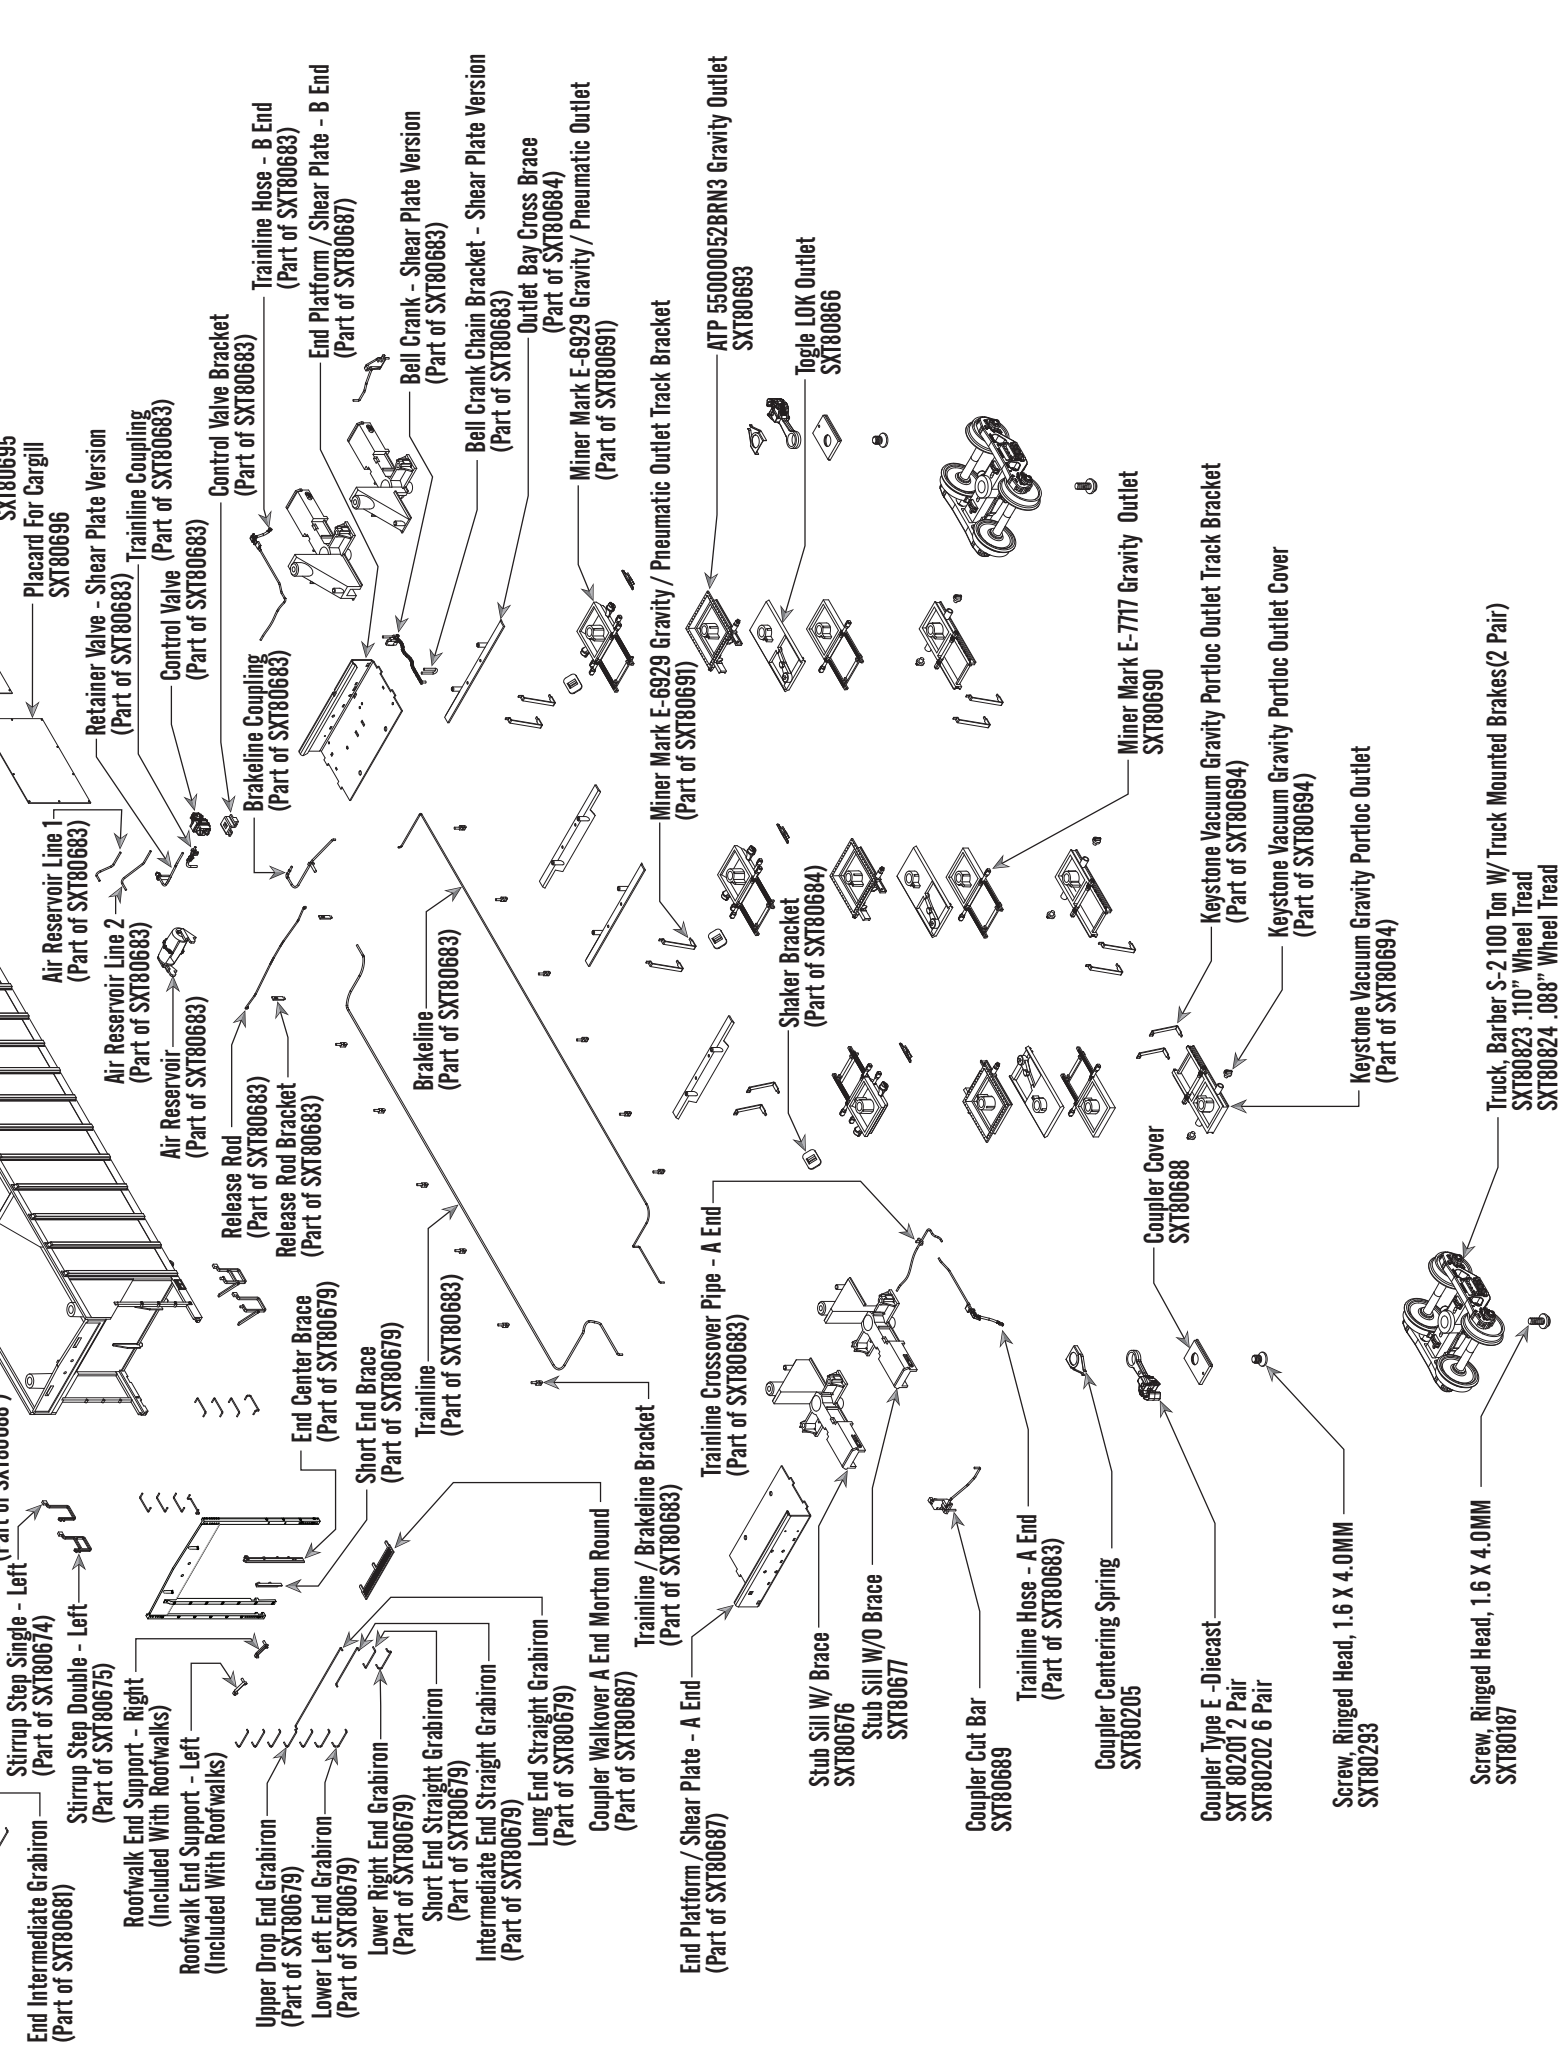 SXT80695
Placard For Cargill
SXT80696
Retainer Valve - Shear Plate Version
(Part of SXT80683)
Trainline Coupling
(Part of SXT80683)
Control Valve
(Part of SXT80683)
Control Valve Bracket
(Part of SXT80683)
Trainline Hose - B End
(Part of SXT80683)
End Platform / Shear Plate - B End
(Part of SXT80687)
Bell Crank - Shear Plate Version
(Part of SXT80683)
Bell Crank Chain Bracket - Shear Plate Version
(Part of SXT80683)
Outlet Bay Cross Brace
(Part of SXT80684)
Miner Mark E-6929 Gravity / Pneumatic Outlet
(Part of SXT80691)
Miner Mark E-6929 Gravity / Pneumatic Outlet Track Bracket
(Part of SXT80691)
ATP 55000052BRN3 Gravity Outlet
SXT80693
Togle LOK Outlet
SXT80866
Miner Mark E-7717 Gravity Outlet
SXT80690
Keystone Vacuum Gravity Portloc Outlet Track Bracket
(Part of SXT80694)
Keystone Vacuum Gravity Portloc Outlet Cover
(Part of SXT80694)
Keystone Vacuum Gravity Portloc Outlet
(Part of SXT80694)
Truck, Barber S-2 100 Ton W/ Truck Mounted Brakes(2 Pair)
SXT80823 .110” Wheel Tread
SXT80824 .088” Wheel Tread
Air Reservoir Line 1
(Part of SXT80683)
Air Reservoir Line 2
(Part of SXT80683)
Air Reservoir
(Part of SXT80683)
Brakeline Coupling
(Part of SXT80683)
Release Rod
(Part of SXT80683)
Release Rod Bracket
(Part of SXT80683)
Brakeline
(Part of SXT80683)
Shaker Bracket
(Part of SXT80684)
Coupler Cover
SXT80688
End Center Brace
(Part of SXT80679)
Short End Brace
(Part of SXT80679)
Trainline
(Part of SXT80683)
Trainline / Brakeline Bracket
(Part of SXT80683)
Trainline Crossover Pipe - A End
(Part of SXT80683)
Stirrup Step Single - Left
(Part of SXT80674)
Stirrup Step Double - Left
(Part of SXT80675)
End Intermediate Grabiron
(Part of SXT80681)
Roofwalk End Support - Right
(Included With Roofwalks)
Roofwalk End Support - Left
(Included With Roofwalks)
Upper Drop End Grabiron
(Part of SXT80679)
Lower Left End Grabiron
(Part of SXT80679)
Lower Right End Grabiron
(Part of SXT80679)
Short End Straight Grabiron
(Part of SXT80679)
Intermediate End Straight Grabiron
(Part of SXT80679)
Long End Straight Grabiron
(Part of SXT80679)
Coupler Walkover A End Morton Round
(Part of SXT80687)
End Platform / Shear Plate - A End
(Part of SXT80687)
Stub Sill W/ Brace
SXT80676
Stub Sill W/O Brace
SXT80677
Coupler Cut Bar
SXT80689
Trainline Hose - A End
(Part of SXT80683)
Coupler Centering Spring
SXT80205
Coupler Type E -Diecast
SXT 80201 2 Pair
SXT80202 6 Pair
Screw, Ringed Head, 1.6 X 4.0MM
SXT80293
Screw, Ringed Head, 1.6 X 4.0MM
SXT80187